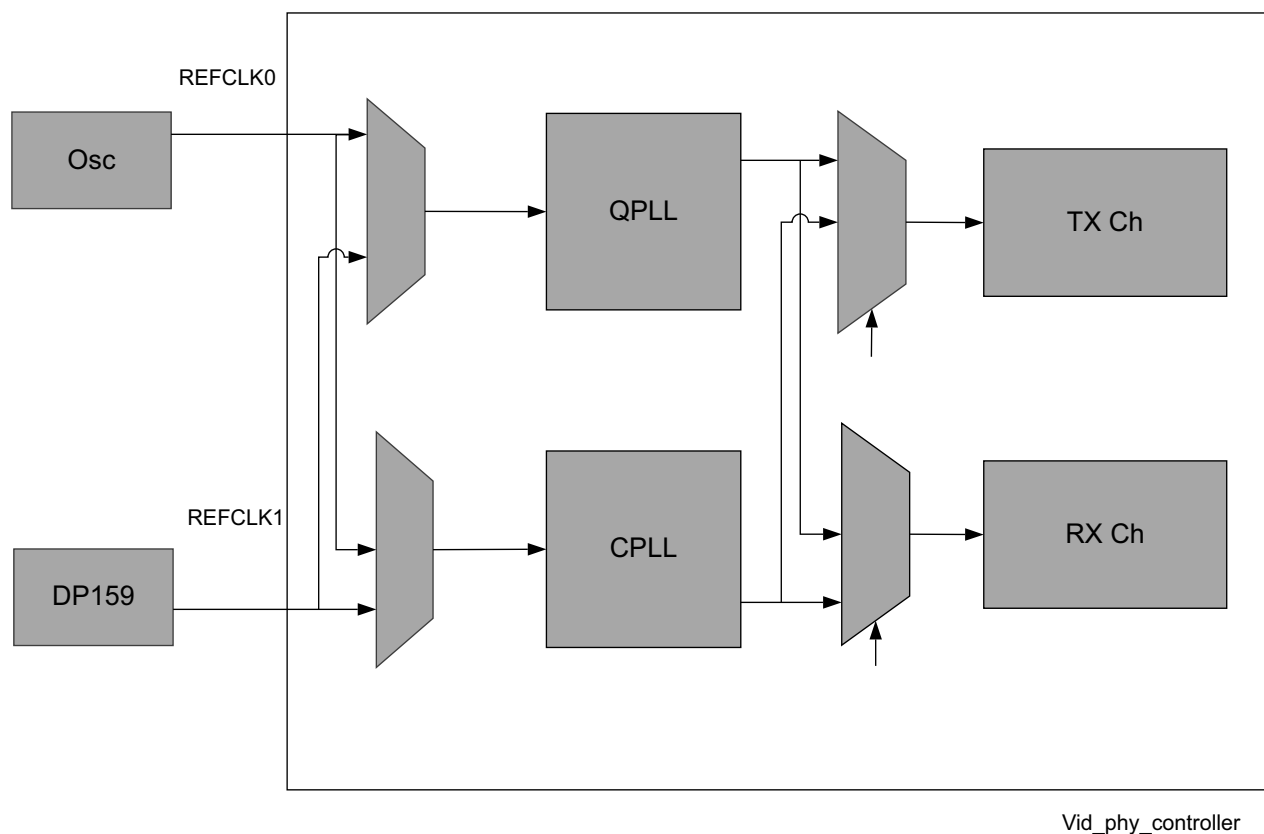 REFCLK0
Osc
QPLL
TX Ch
REFCLK1
DP159
CPLL
RX Ch
Vid_phy_controller